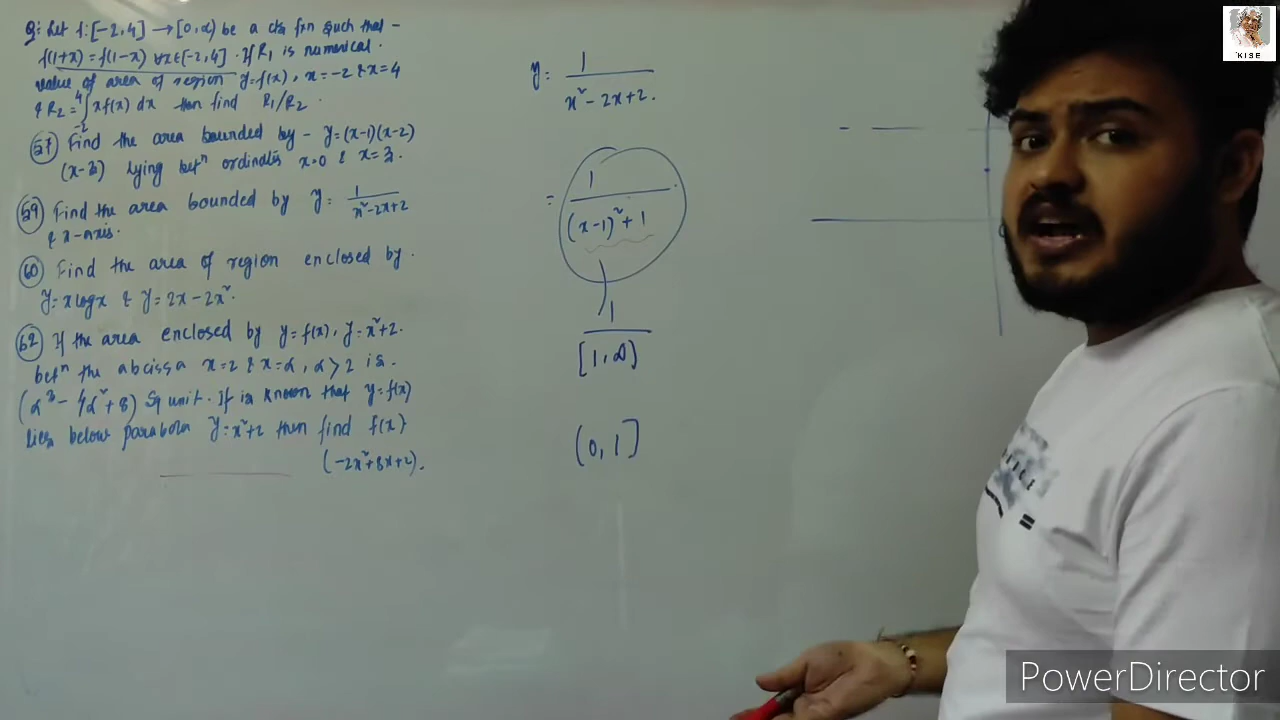 Q: Let f:[-2,4] → [0,∞) be a cts fxn such that -
f(1+x) = f(1-x) ∀x∈[-2,4]. If R₁ is numerical
value of area of region y=f(x), x=-2 & x=4
& R₂ = ∫₋₂⁴ xf(x) dx then find R₁/R₂.
57 Find the area bounded by - y=(x-1)(x-2)
(x-3) lying betⁿ ordinates x=0 & x=3.
59 Find the area bounded by y = 1/(x²-2x+2)
& x-axis.
60 Find the area of region enclosed by.
y=xlogx & y=2x-2x².
62 If the area enclosed by y=f(x), y=x²+2.
betⁿ the abcissa x=2 & x=α, α>2 is.
(α³-4α²+8) Sq unit. If is known that y=f(x)
lies below parabola y=x²+2 then find f(x)
(-2x²+8x+2).
y = 1/(x²-2x+2).
= 1/((x-1)²+1)
1/[1,∞)
(0,1]
KISE
PowerDirector